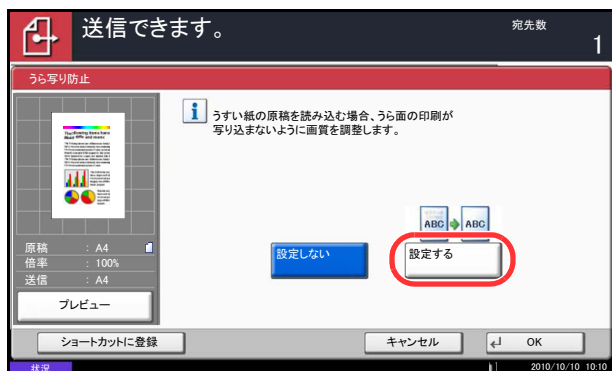 送信できます。
宛先数
1
うら写り防止
うすい紙の原稿を読み込む場合、うら面の印刷が
写り込まないように画質を調整します。
ABC ABC
設定しない
設定する
原稿 : A4
倍率 : 100%
送信 : A4
プレビュー
ショートカットに登録
キャンセル
OK
状況
2010/10/10 10:10